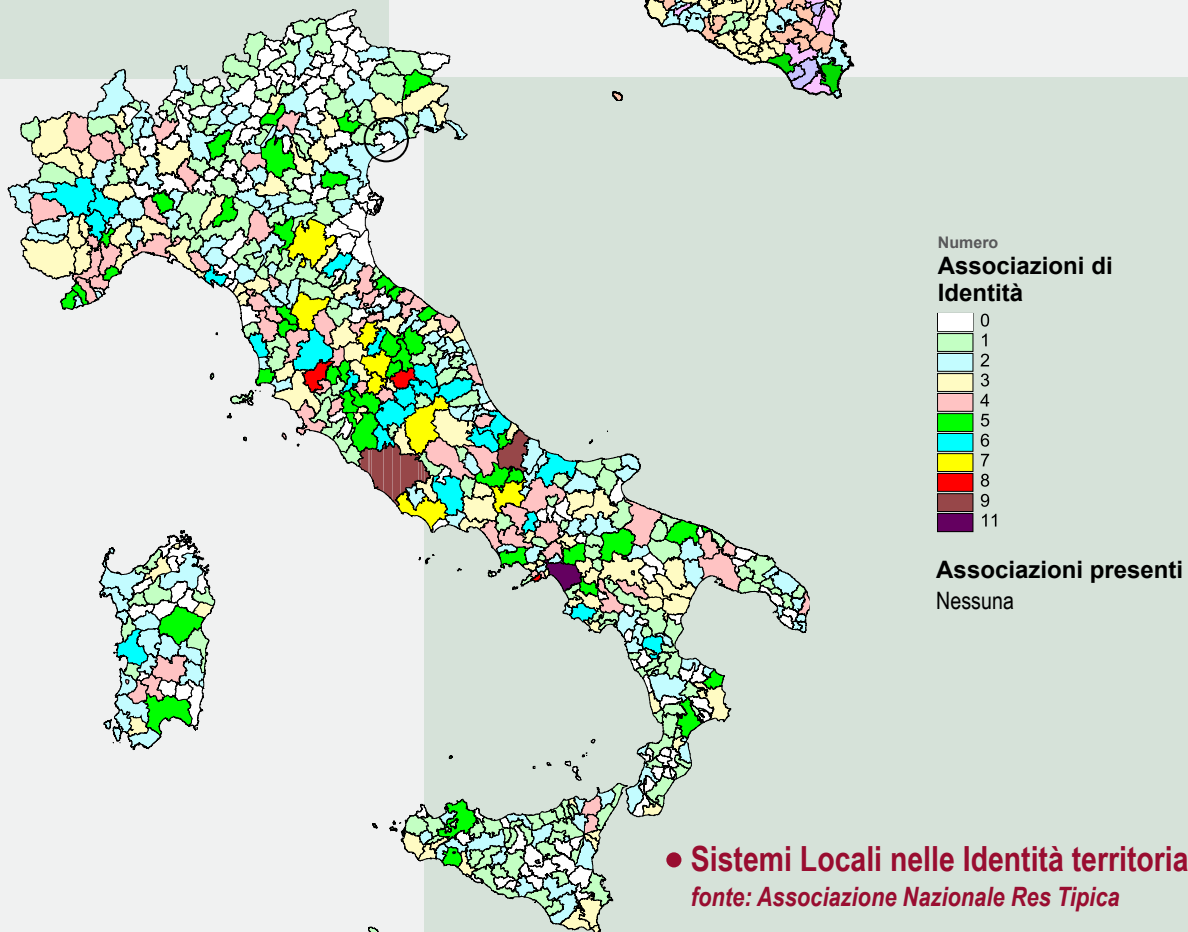 Numero
Associazioni di
Identità
0
1
2
3
4
5
6
7
8
9
11
Associazioni presenti
Nessuna
• Sistemi Locali nelle Identità territoria
fonte: Associazione Nazionale Res Tipica